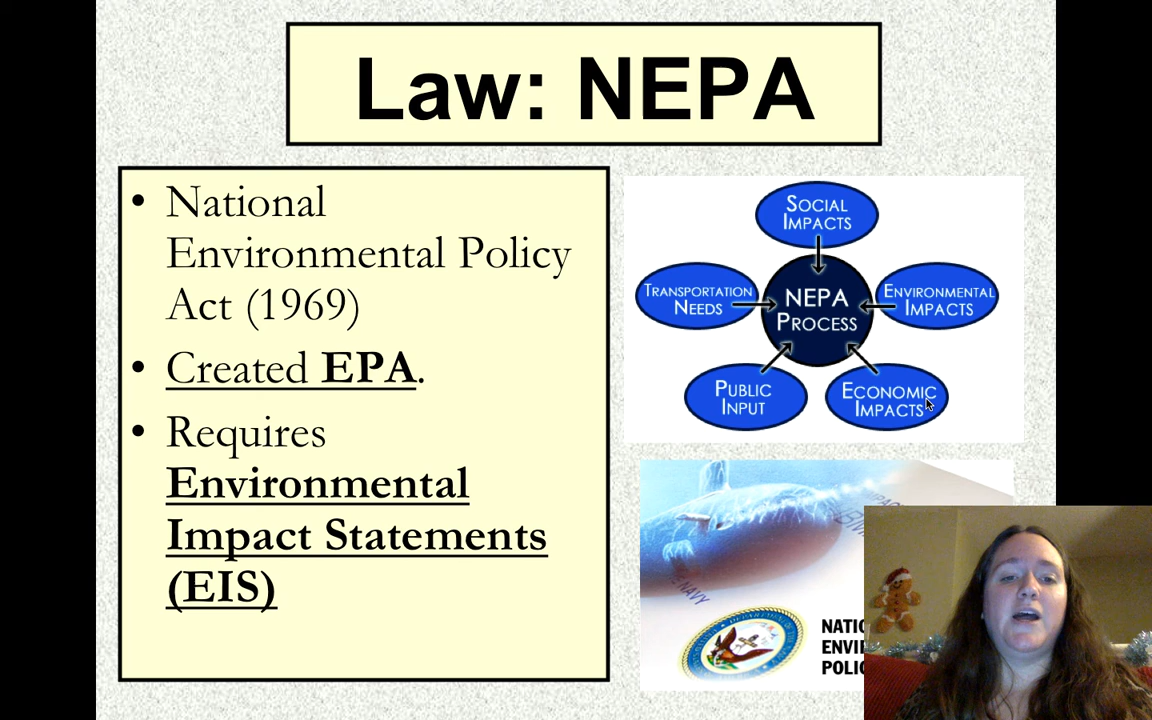 Law: NEPA
• National
Environmental Policy
Act (1969)
• Created EPA.
• Requires
Environmental
Impact Statements
(EIS)
SOCIAL
IMPACTS
TRANSPORTATION
NEEDS
NEPA
PROCESS
ENVIRONMENTAL
IMPACTS
PUBLIC
INPUT
ECONOMIC
IMPACTS
NAVY